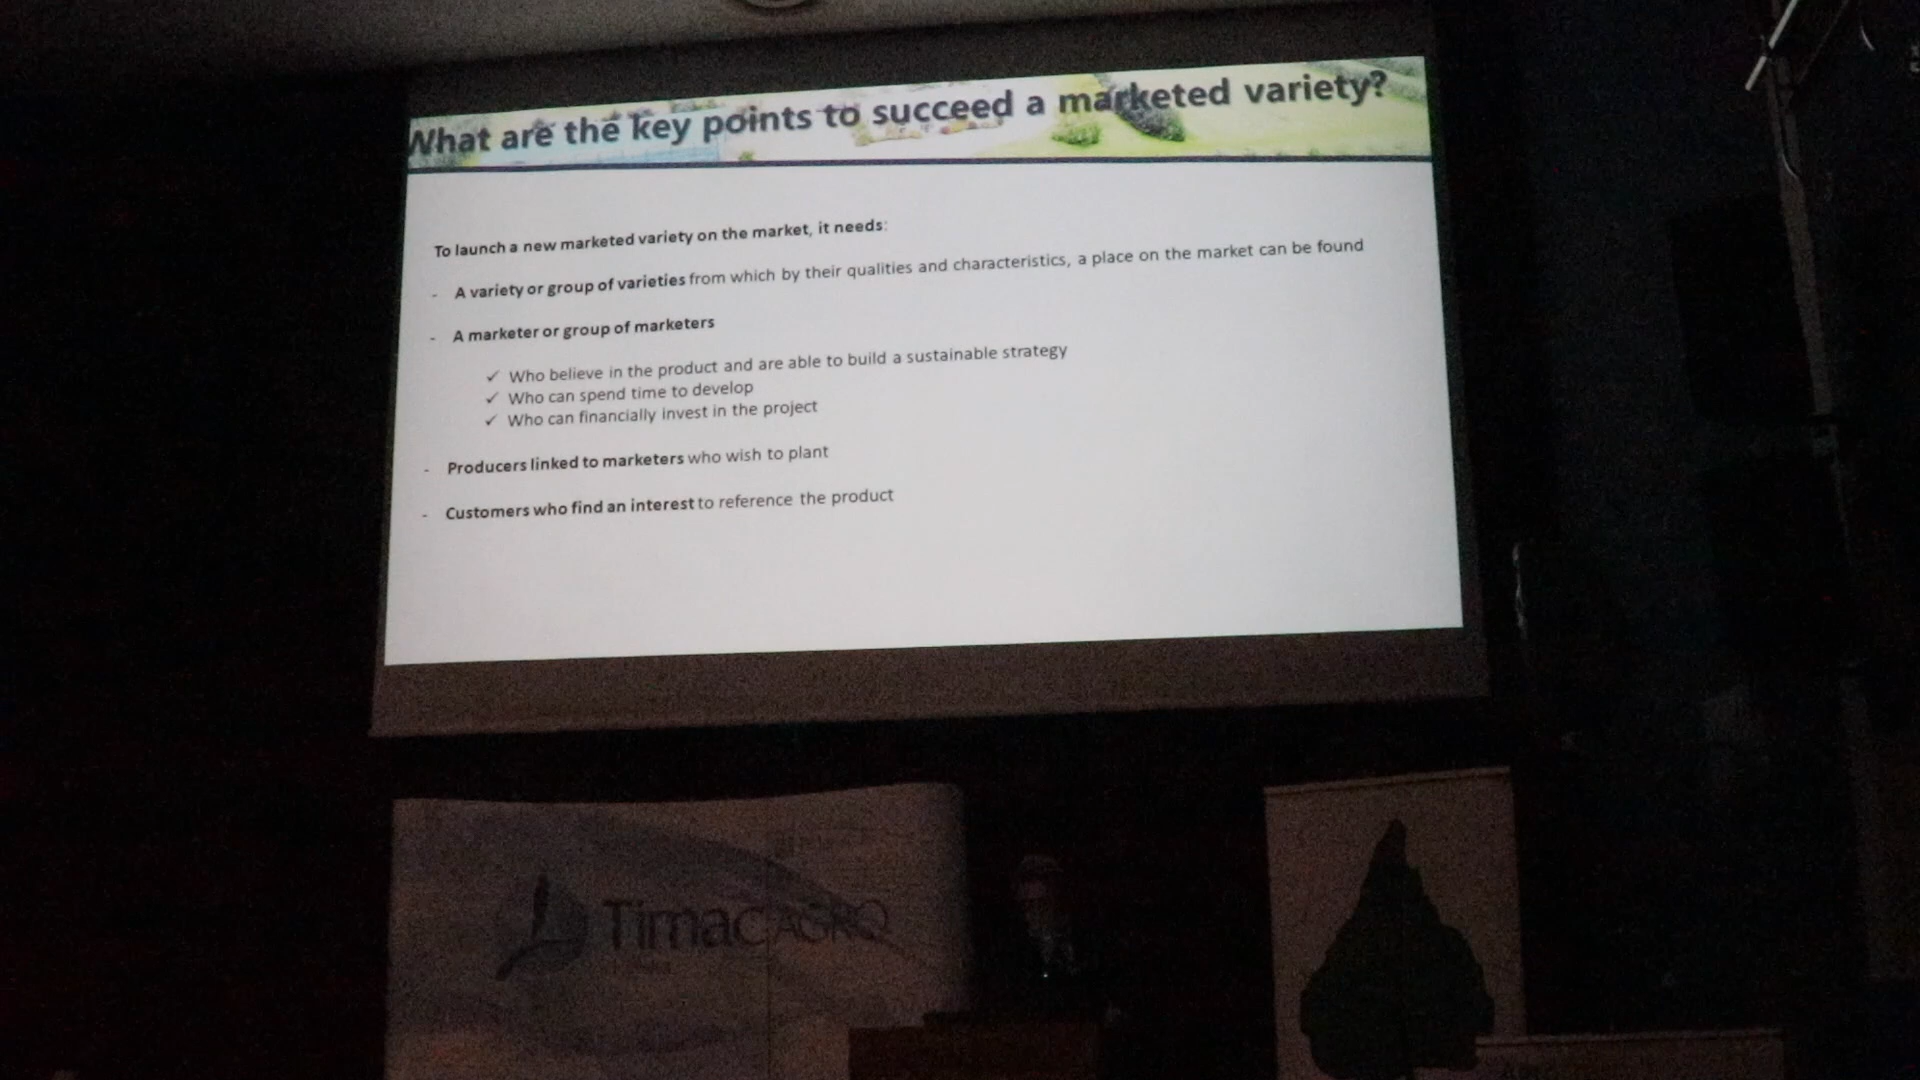 What are the key points to succeed a marketed variety?
To launch a new marketed variety on the market, it needs:
- A variety or group of varieties from which by their qualities and characteristics, a place on the market can be found
- A marketer or group of marketers
✓ Who believe in the product and are able to build a sustainable strategy
✓ Who can spend time to develop
✓ Who can financially invest in the project
- Producers linked to marketers who wish to plant
- Customers who find an interest to reference the product
Timac AGRO